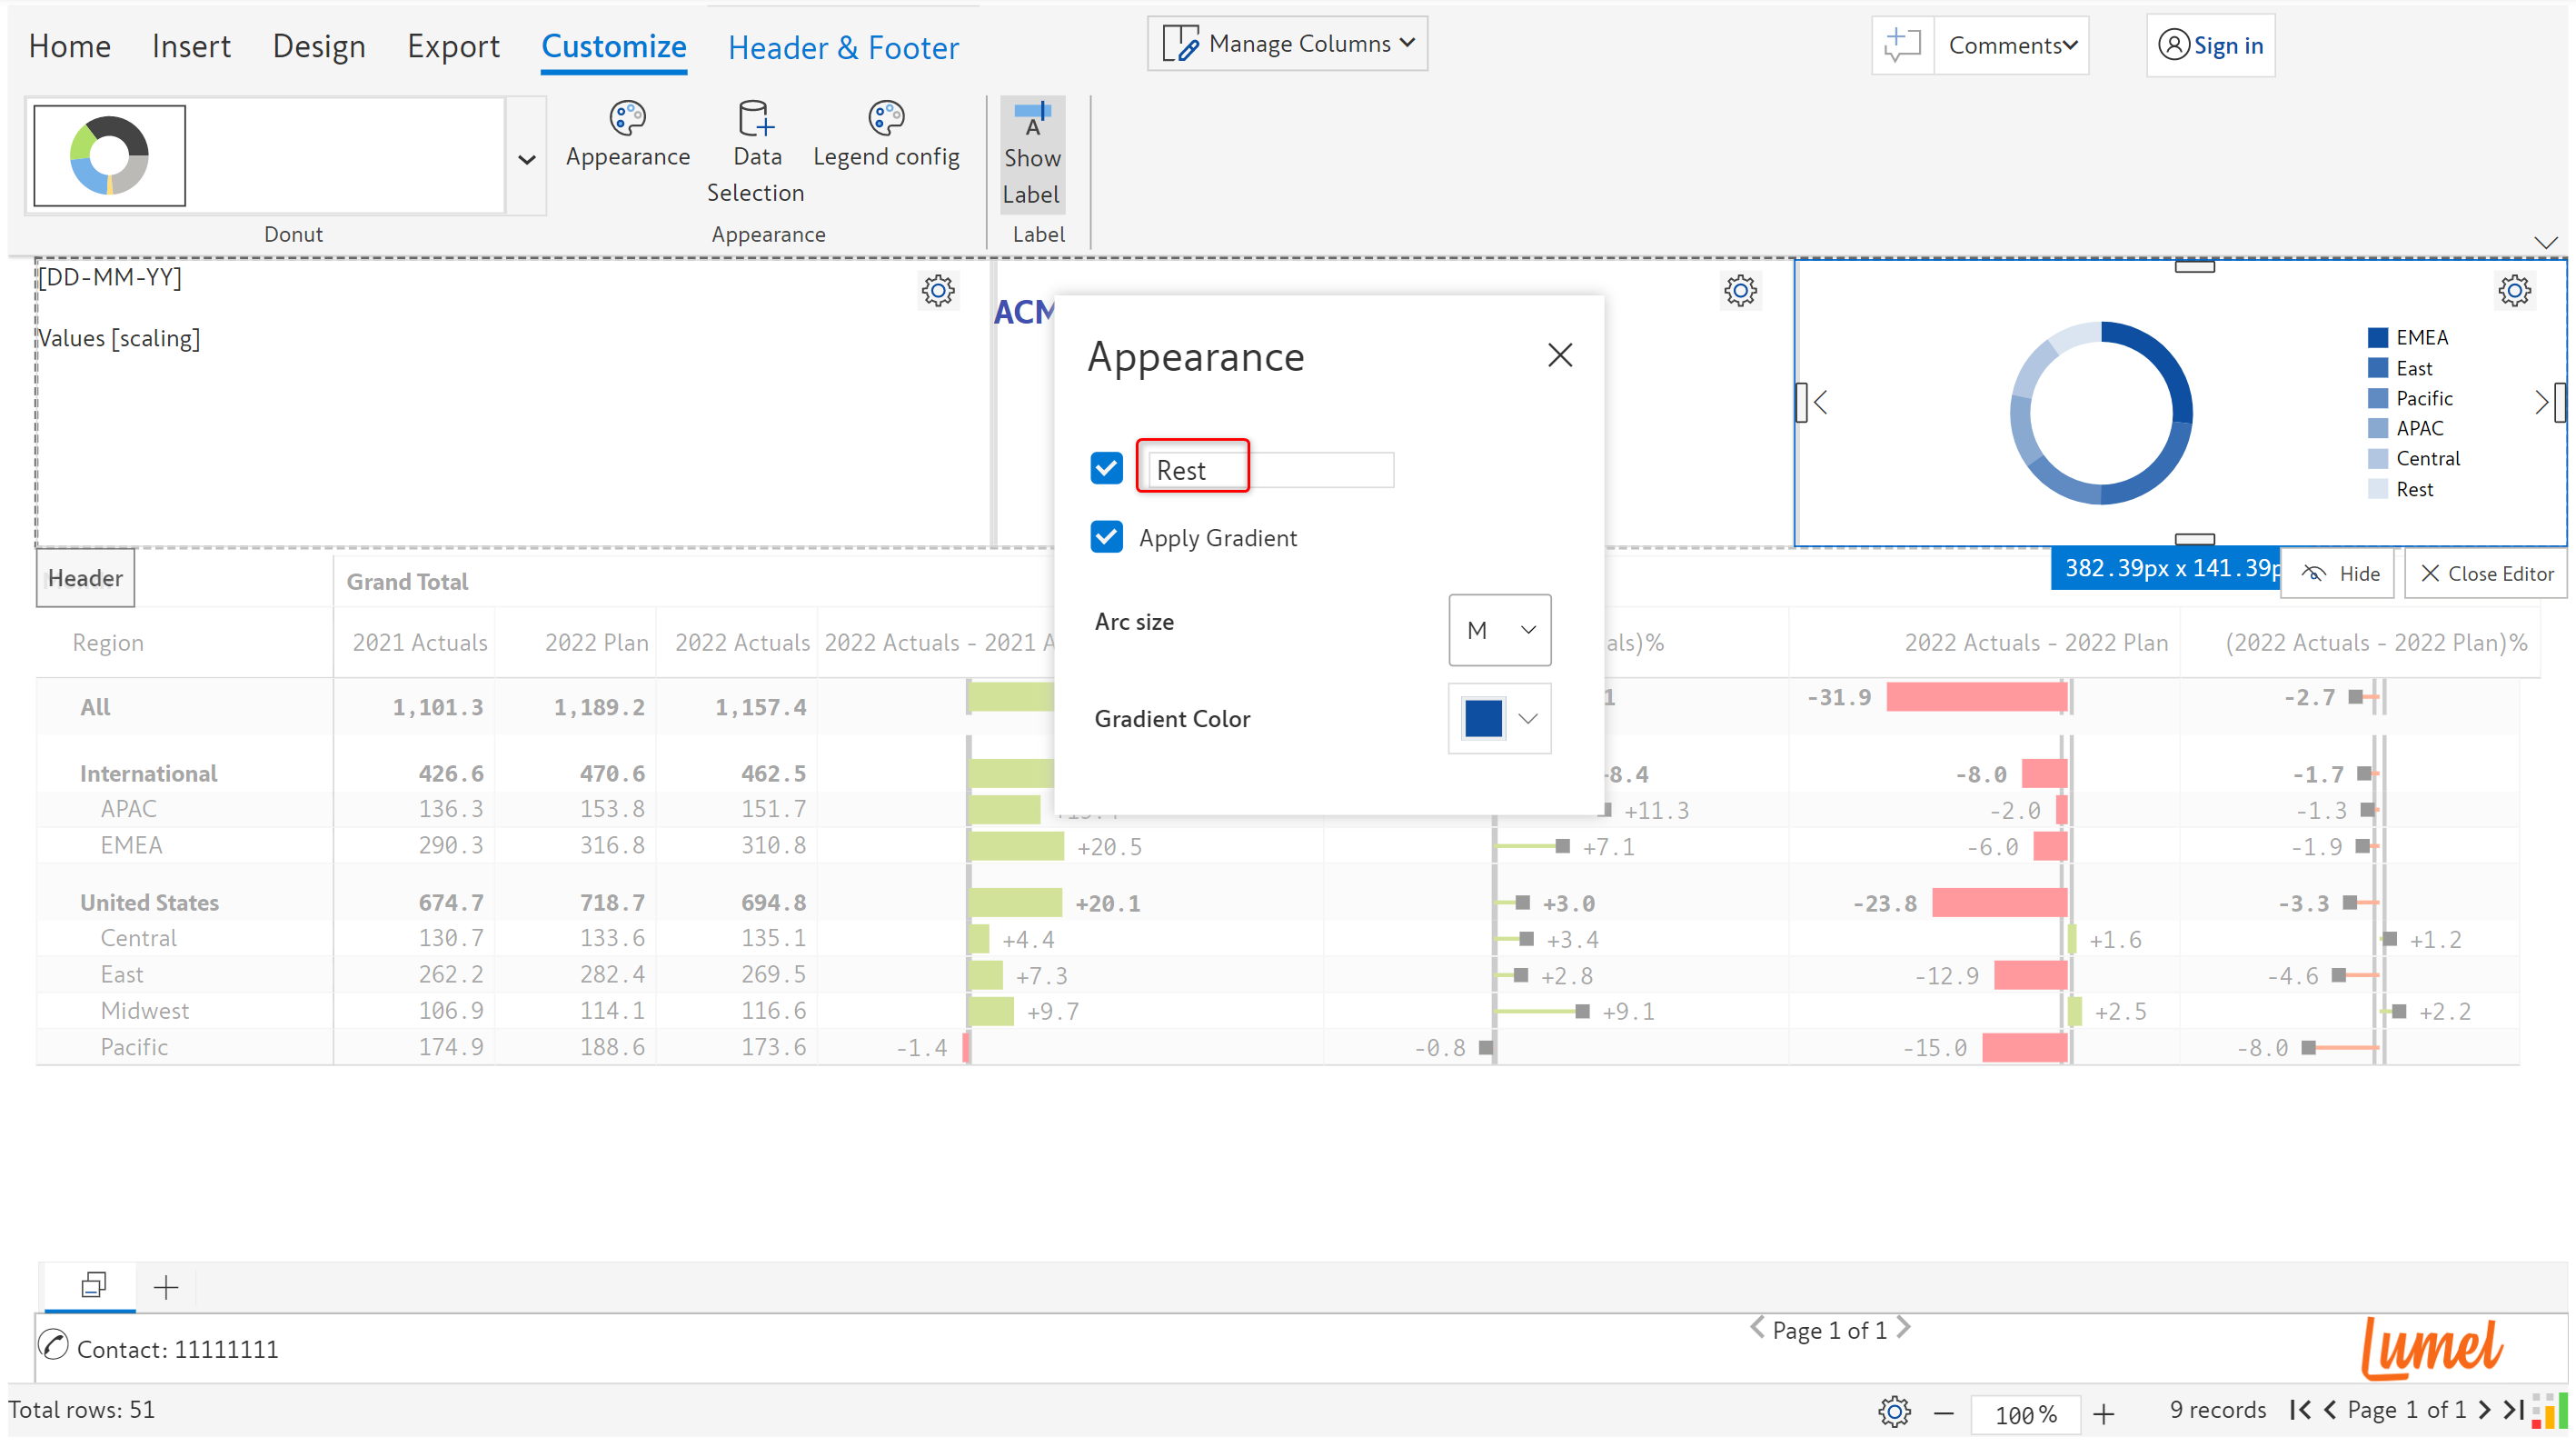 Home Insert Design Export Customize Header & Footer Manage Columns Comments Sign in
Appearance Data Selection Legend config Show Label
Donut Appearance Label
[DD-MM-YY]
Values [scaling]
ACM
Appearance
Rest
Apply Gradient
Arc size M
Gradient Color
EMEA
East
Pacific
APAC
Central
Rest
382.39px x 141.39p Hide Close Editor
Header Grand Total
Region 2021 Actuals 2022 Plan 2022 Actuals 2022 Actuals - 2021 A als)% 2022 Actuals - 2022 Plan (2022 Actuals - 2022 Plan)%
All 1,101.3 1,189.2 1,157.4 1 -31.9 -2.7
International 426.6 470.6 462.5 8.4 -8.0 -1.7
APAC 136.3 153.8 151.7 +11.3 -2.0 -1.3
EMEA 290.3 316.8 310.8 +20.5 +7.1 -6.0 -1.9
United States 674.7 718.7 694.8 +20.1 +3.0 -23.8 -3.3
Central 130.7 133.6 135.1 +4.4 +3.4 +1.6 +1.2
East 262.2 282.4 269.5 +7.3 +2.8 -12.9 -4.6
Midwest 106.9 114.1 116.6 +9.7 +9.1 +2.5 +2.2
Pacific 174.9 188.6 173.6 -1.4 -0.8 -15.0 -8.0
Contact: 11111111 Page 1 of 1 Lumel
Total rows: 51 100% 9 records Page 1 of 1